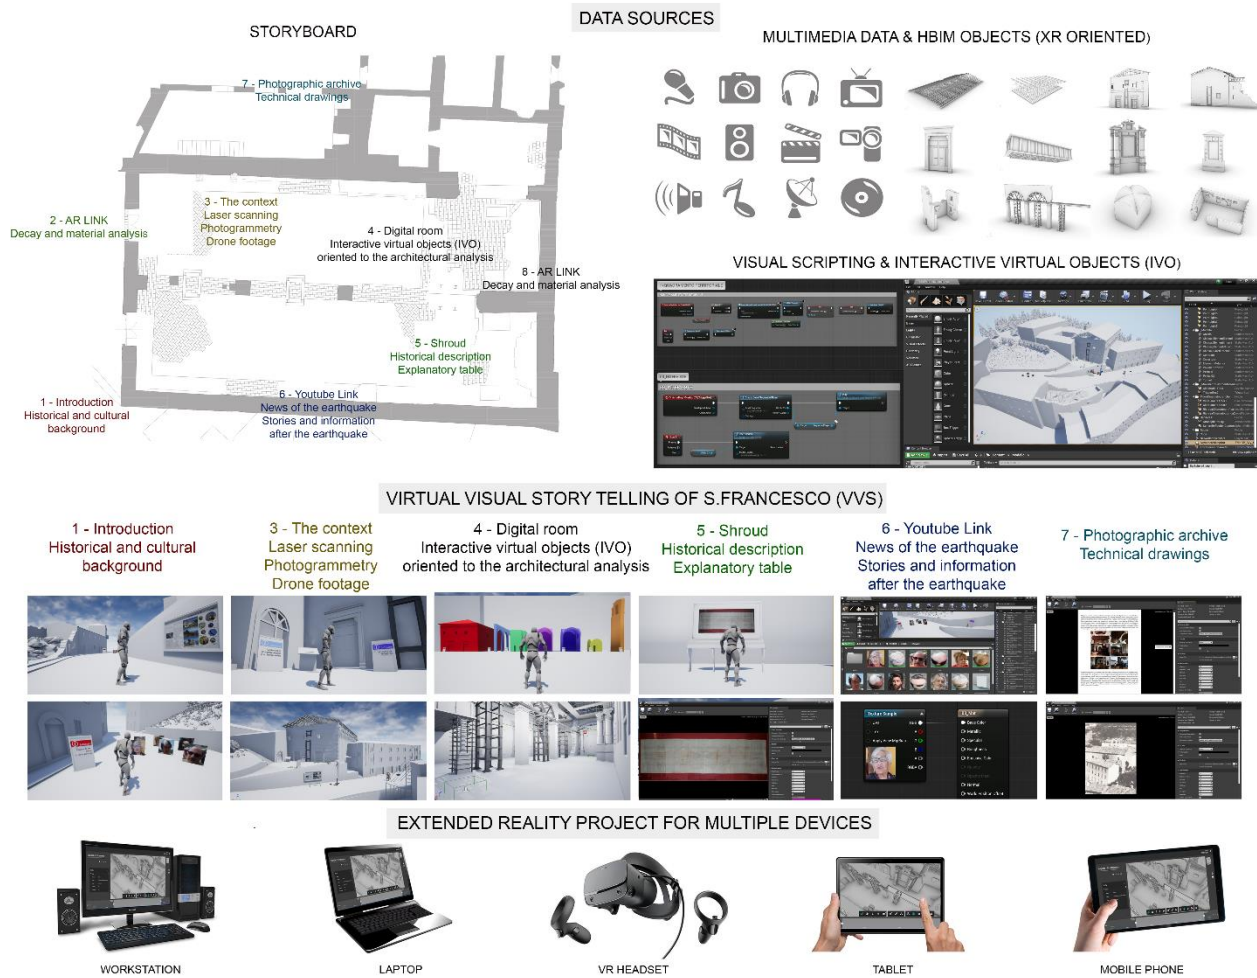 DATA SOURCES
STORYBOARD
7 - Photographic archive
Technical drawings
2 - AR LINK
Decay and material analysis
3 - The context
Laser scanning
Photogrammetry
Drone footage
4 - Digital room
Interactive virtual objects (IVO)
oriented to the architectural analysis
8 - AR LINK
Decay and material analysis
5 - Shroud
Historical description
Explanatory table
1 - Introduction
Historical and cultural
background
6 - Youtube Link
News of the earthquake
Stories and information
after the earthquake
MULTIMEDIA DATA & HBIM OBJECTS (XR ORIENTED)
VISUAL SCRIPTING & INTERACTIVE VIRTUAL OBJECTS (IVO)
VIRTUAL VISUAL STORY TELLING OF S.FRANCESCO (VVS)
1 - Introduction
Historical and cultural
background
3 - The context
Laser scanning
Photogrammetry
Drone footage
4 - Digital room
Interactive virtual objects (IVO)
oriented to the architectural analysis
5 - Shroud
Historical description
Explanatory table
6 - Youtube Link
News of the earthquake
Stories and information
after the earthquake
7 - Photographic archive
Technical drawings
EXTENDED REALITY PROJECT FOR MULTIPLE DEVICES
WORKSTATION
LAPTOP
VR HEADSET
TABLET
MOBILE PHONE